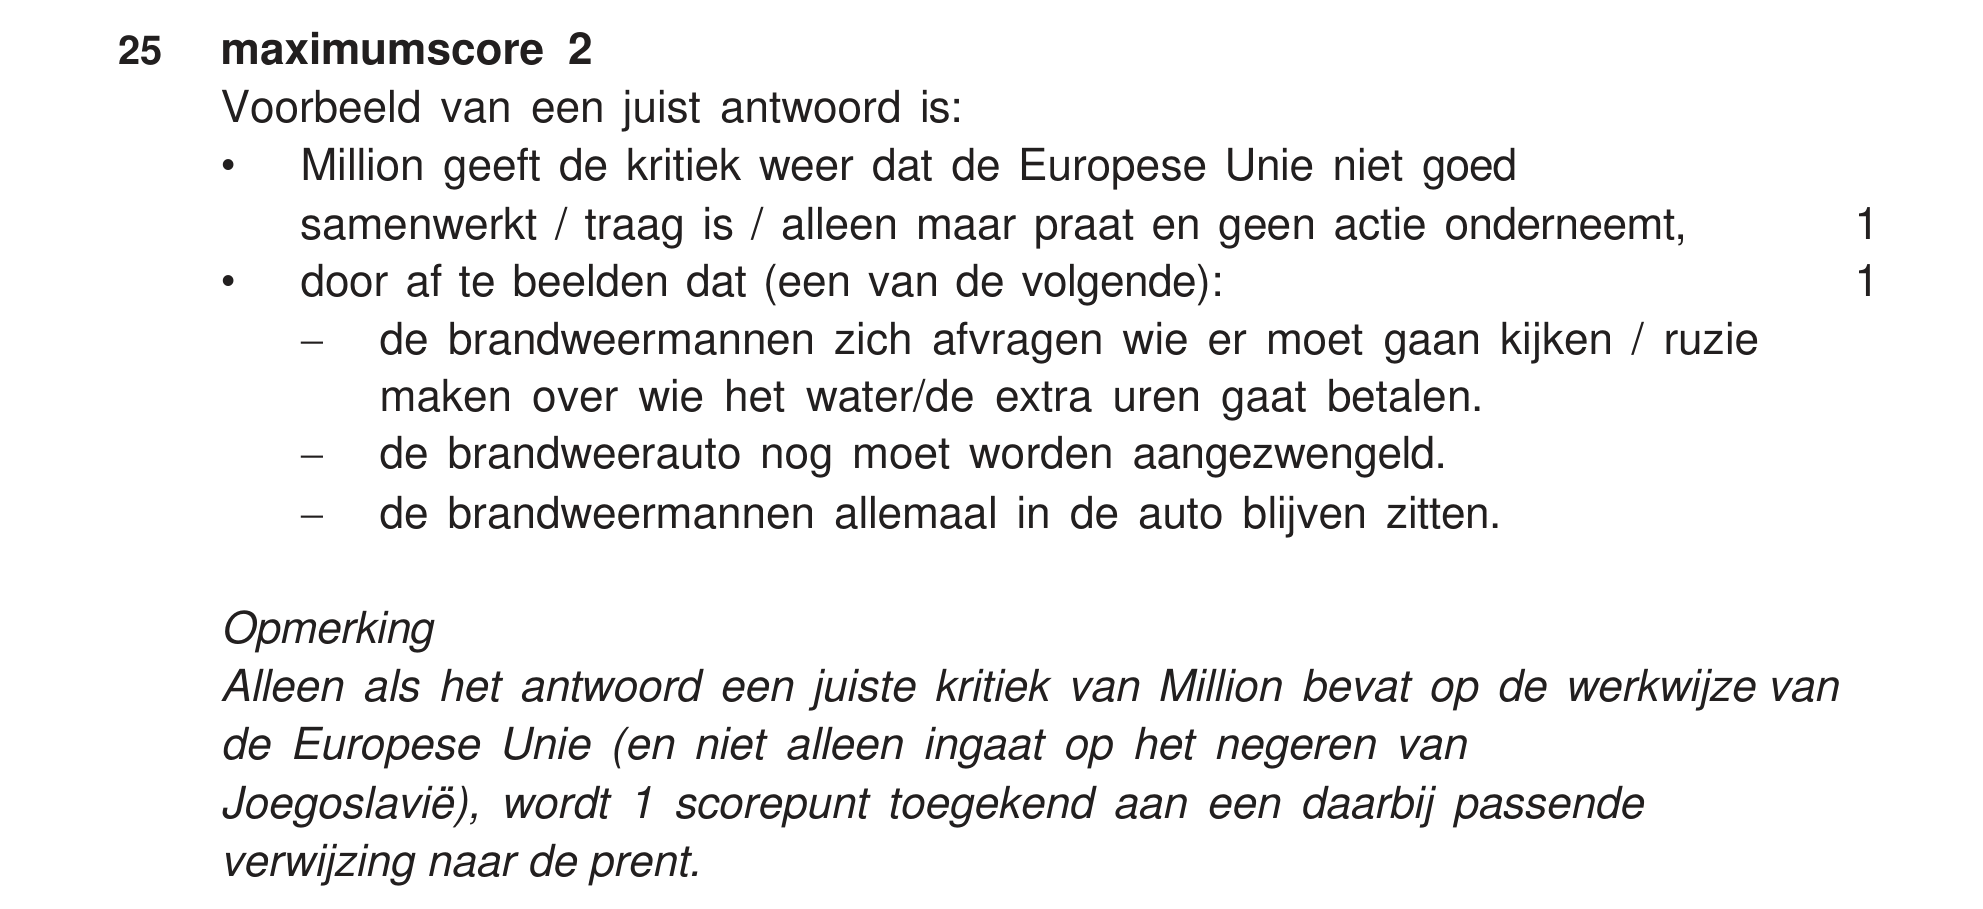 25 maximumscore 2
Voorbeeld van een juist antwoord is:
• Million geeft de kritiek weer dat de Europese Unie niet goed
samenwerkt / traag is / alleen maar praat en geen actie onderneemt, 1
• door af te beelden dat (een van de volgende): 1
– de brandweermannen zich afvragen wie er moet gaan kijken / ruzie
maken over wie het water/de extra uren gaat betalen.
– de brandweerauto nog moet worden aangezwengeld.
– de brandweermannen allemaal in de auto blijven zitten.
Opmerking
Alleen als het antwoord een juiste kritiek van Million bevat op de werkwijze van
de Europese Unie (en niet alleen ingaat op het negeren van
Joegoslavië), wordt 1 scorepunt toegekend aan een daarbij passende
verwijzing naar de prent.